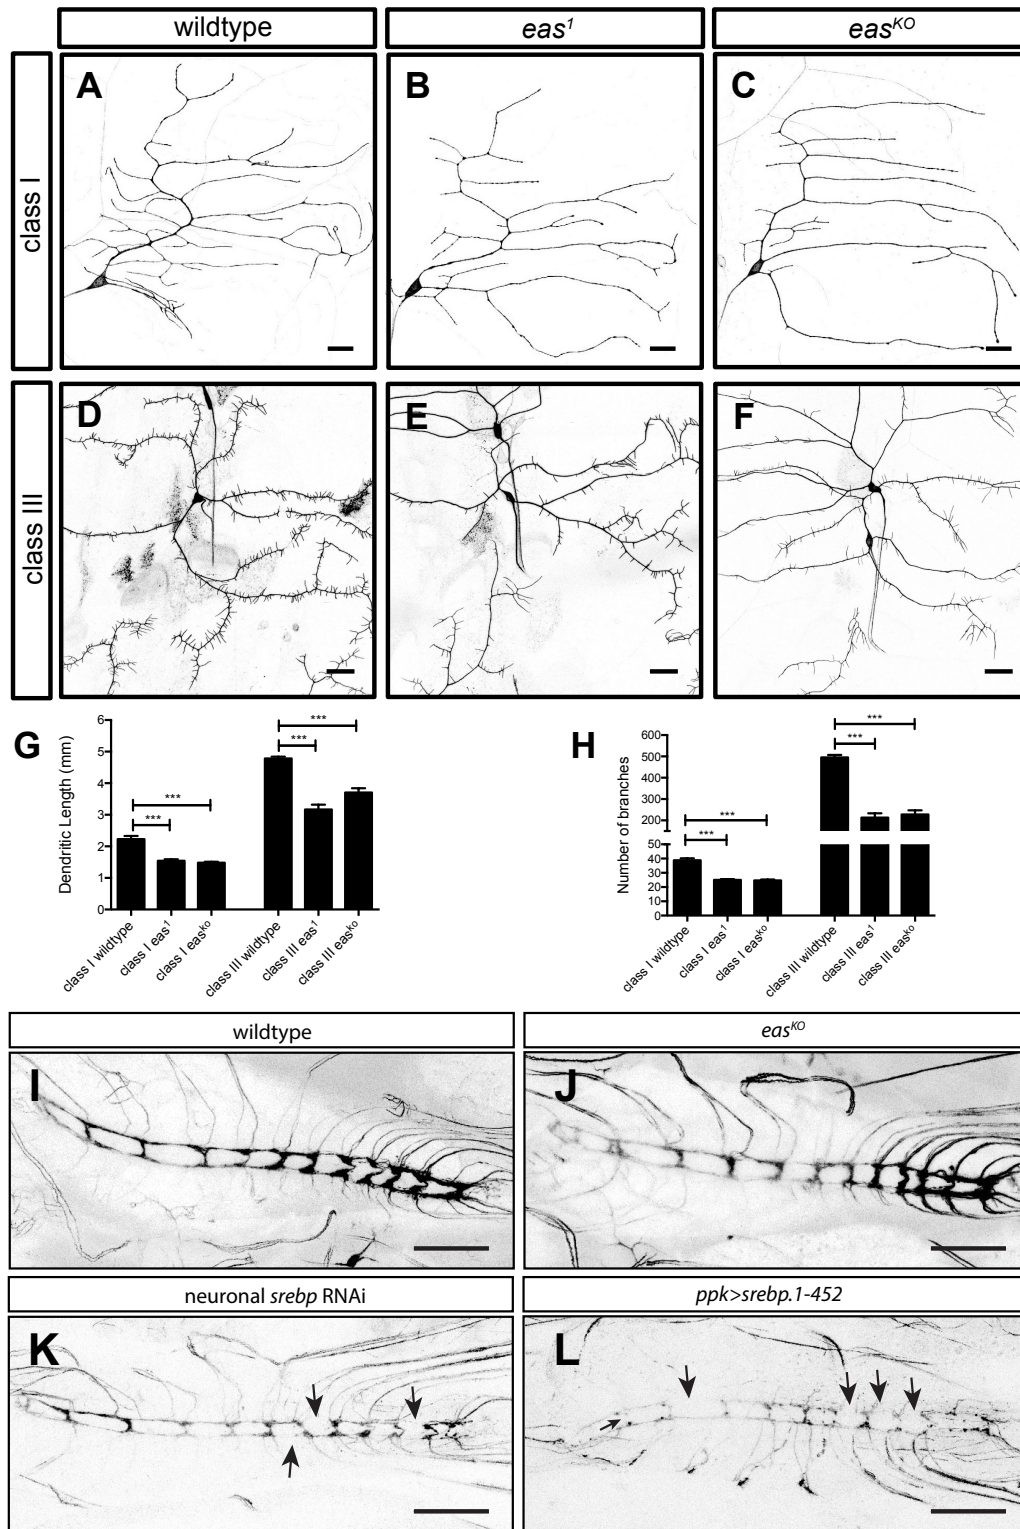 wildtype
eas¹
easᴷᴼ
class I
A
B
C
class III
D
E
F
G
Dendritic Length (mm)
6
5
4
3
2
1
0
***
***
***
***
class I wildtype
class I eas¹
class I easᵏᵒ
class III wildtype
class III eas¹
class III easᵏᵒ
H
Number of branches
600
500
400
300
200
40
30
20
10
0
***
***
***
***
class I wildtype
class I eas¹
class I easᵏᵒ
class III wildtype
class III eas¹
class III easᵏᵒ
wildtype
easᴷᴼ
I
J
neuronal srebp RNAi
ppk>srebp.1-452
K
L